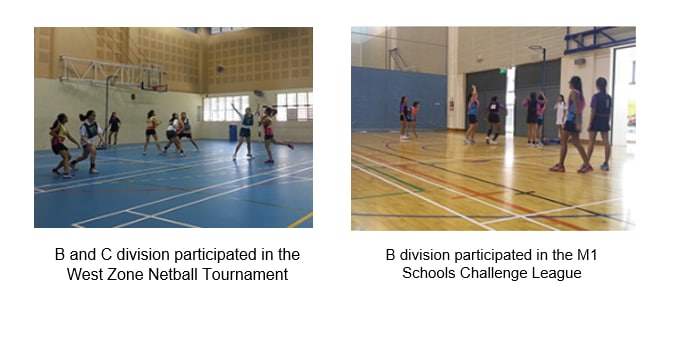 B and C division participated in the
West Zone Netball Tournament
B division participated in the M1
Schools Challenge League